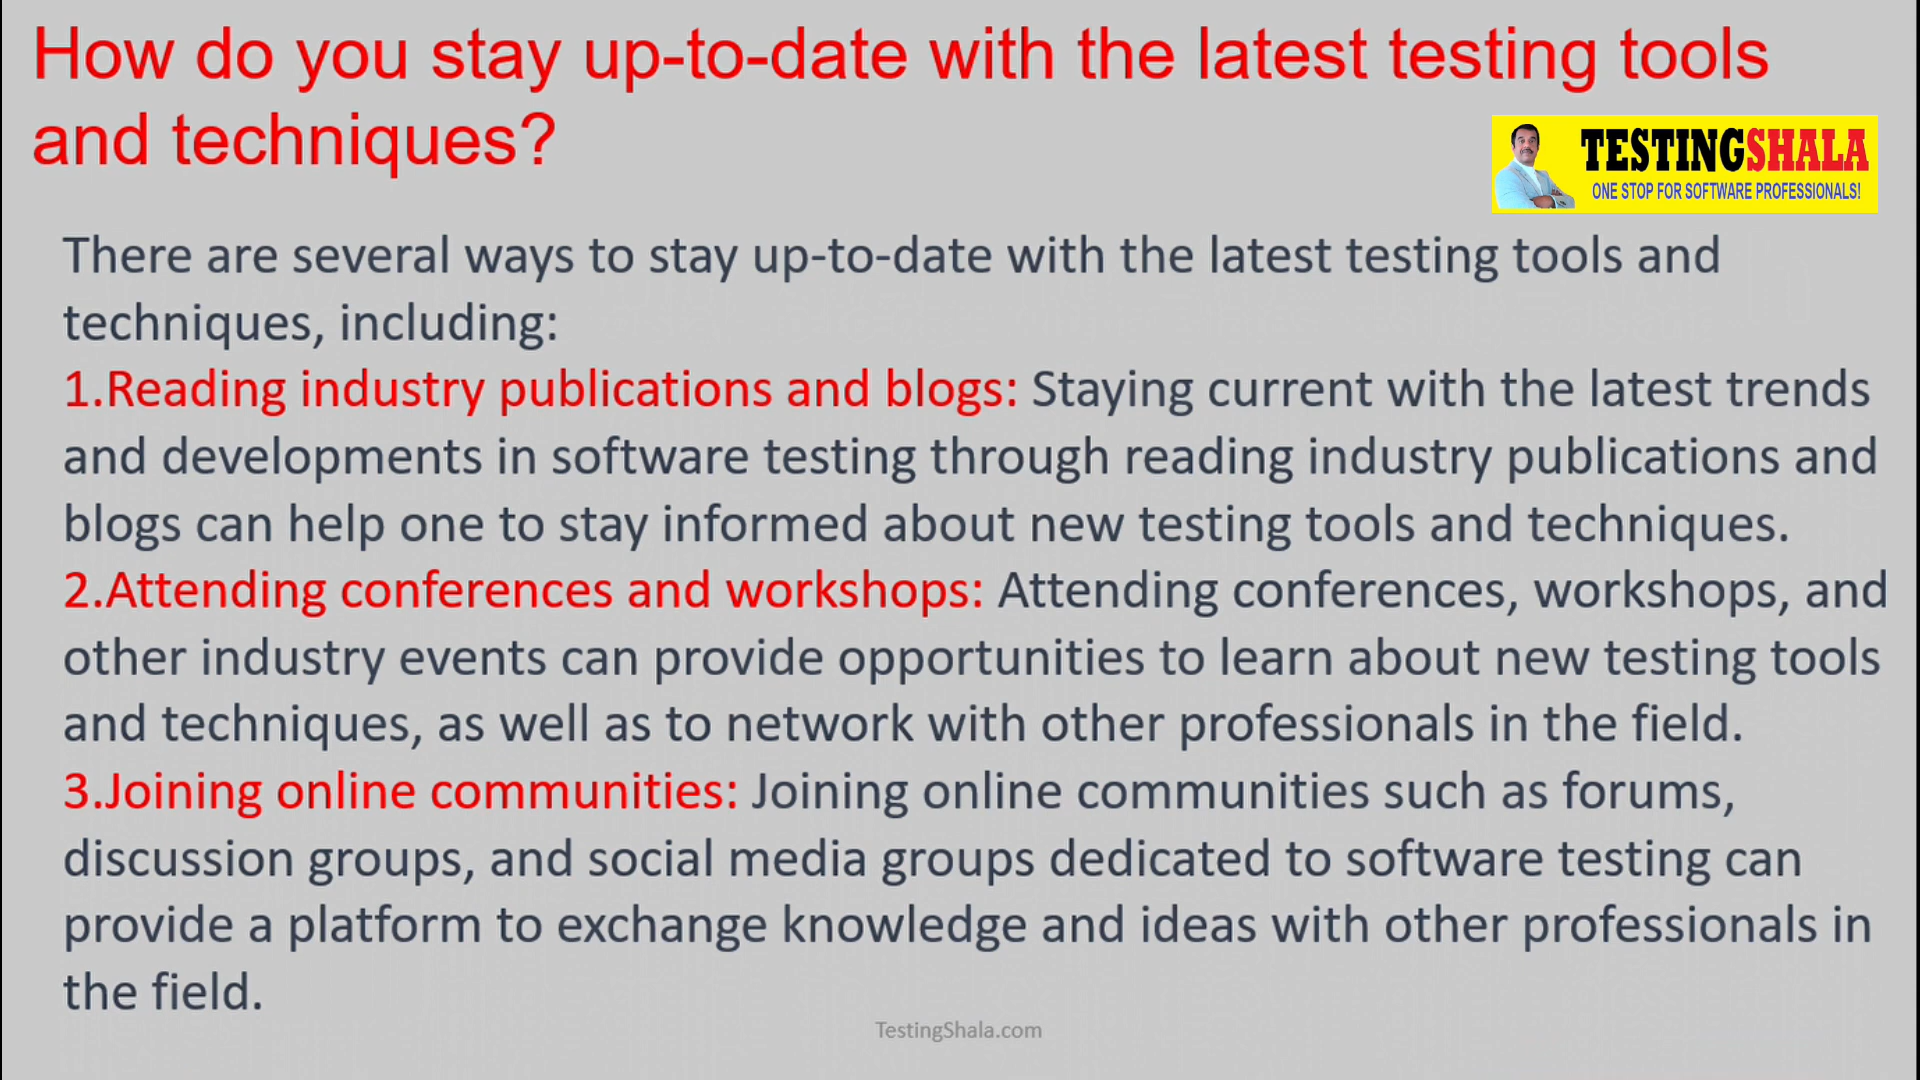 How do you stay up-to-date with the latest testing tools
and techniques?
TESTINGSHALA
ONE STOP FOR SOFTWARE PROFESSIONALS!
There are several ways to stay up-to-date with the latest testing tools and
techniques, including:
1.Reading industry publications and blogs: Staying current with the latest trends
and developments in software testing through reading industry publications and
blogs can help one to stay informed about new testing tools and techniques.
2.Attending conferences and workshops: Attending conferences, workshops, and
other industry events can provide opportunities to learn about new testing tools
and techniques, as well as to network with other professionals in the field.
3.Joining online communities: Joining online communities such as forums,
discussion groups, and social media groups dedicated to software testing can
provide a platform to exchange knowledge and ideas with other professionals in
the field.
TestingShala.com